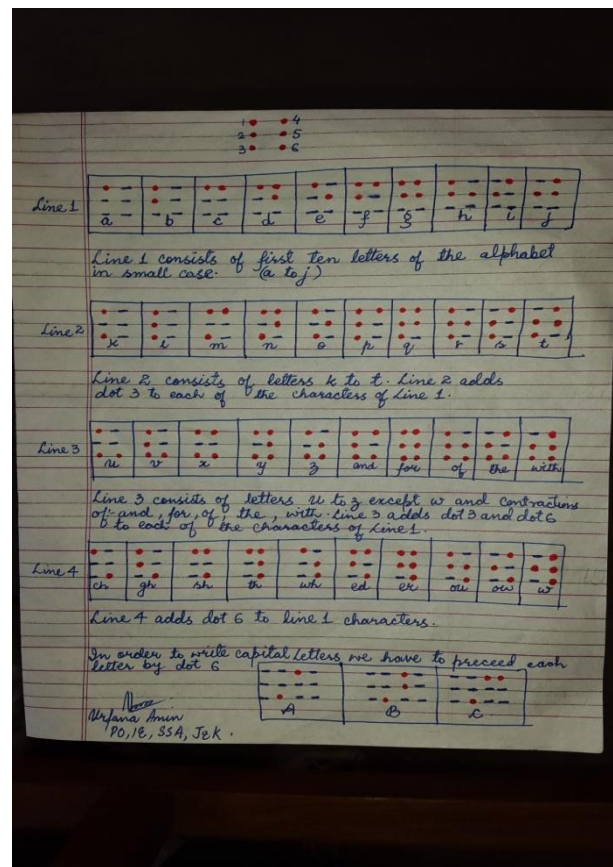 1 4
2 5
3 6
Line 1
a b c d e f g h i j
Line 1 consists of first ten letters of the alphabet
in small case. (a to j)
Line 2
k l m n o p q r s t
Line 2 consists of letters k to t. Line 2 adds
dot 3 to each of the characters of Line 1.
Line 3
u v x y z and for of the with
Line 3 consists of letters u to z except w and contractions
of:- and, for, of, the, with. Line 3 adds dot 3 and dot 6
to each of the characters of Line 1.
Line 4
ch gh sh th wh ed er ou ow w
Line 4 adds dot 6 to line 1 characters.
In order to write capital letters we have to preceed each
letter by dot 6
A B C
Urfana Amin
PO, IE, SSA, J&K.